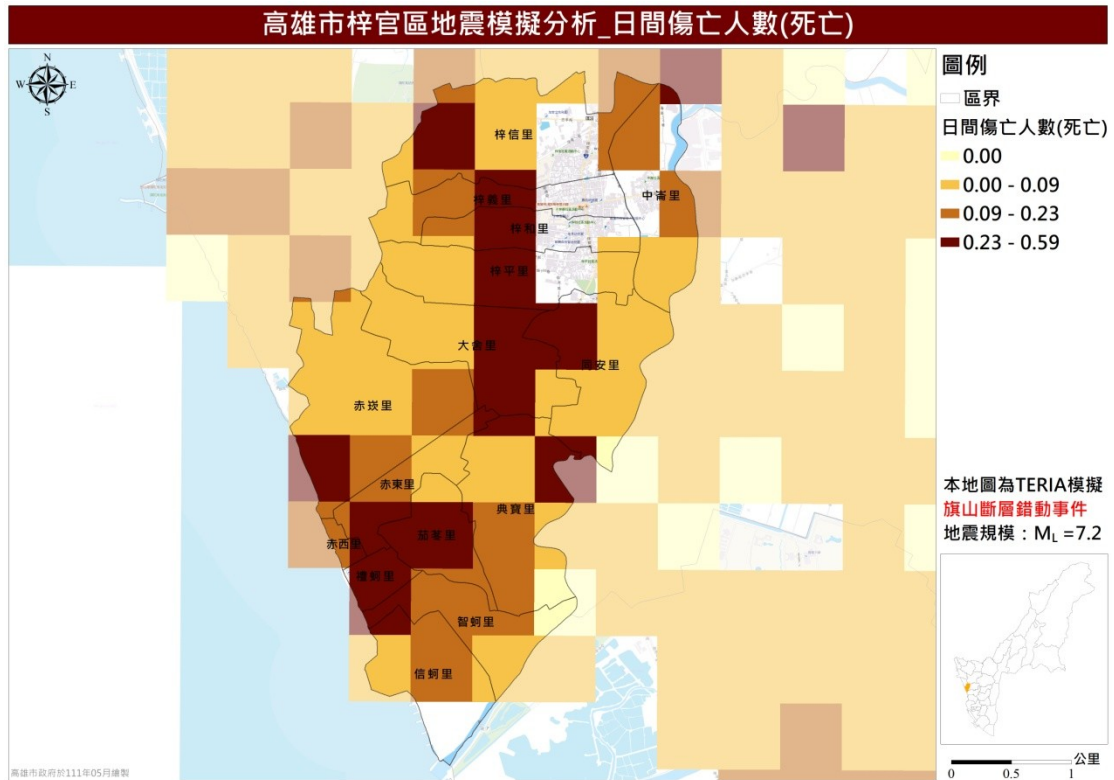 高雄市梓官區地震模擬分析_日間傷亡人數(死亡)
N
W
E
S
圖例
區界
日間傷亡人數(死亡)
0.00
0.00 - 0.09
0.09 - 0.23
0.23 - 0.59
梓信里
梓義里
中崙里
梓和里
梓平里
大舍里
同安里
赤崁里
赤東里
典寶里
赤西里
茄苳里
禮蚵里
智蚵里
信蚵里
本地圖為TERIA模擬
旗山斷層錯動事件
地震規模：ML =7.2
公里
0 0.5 1
高雄市政府於111年05月繪製